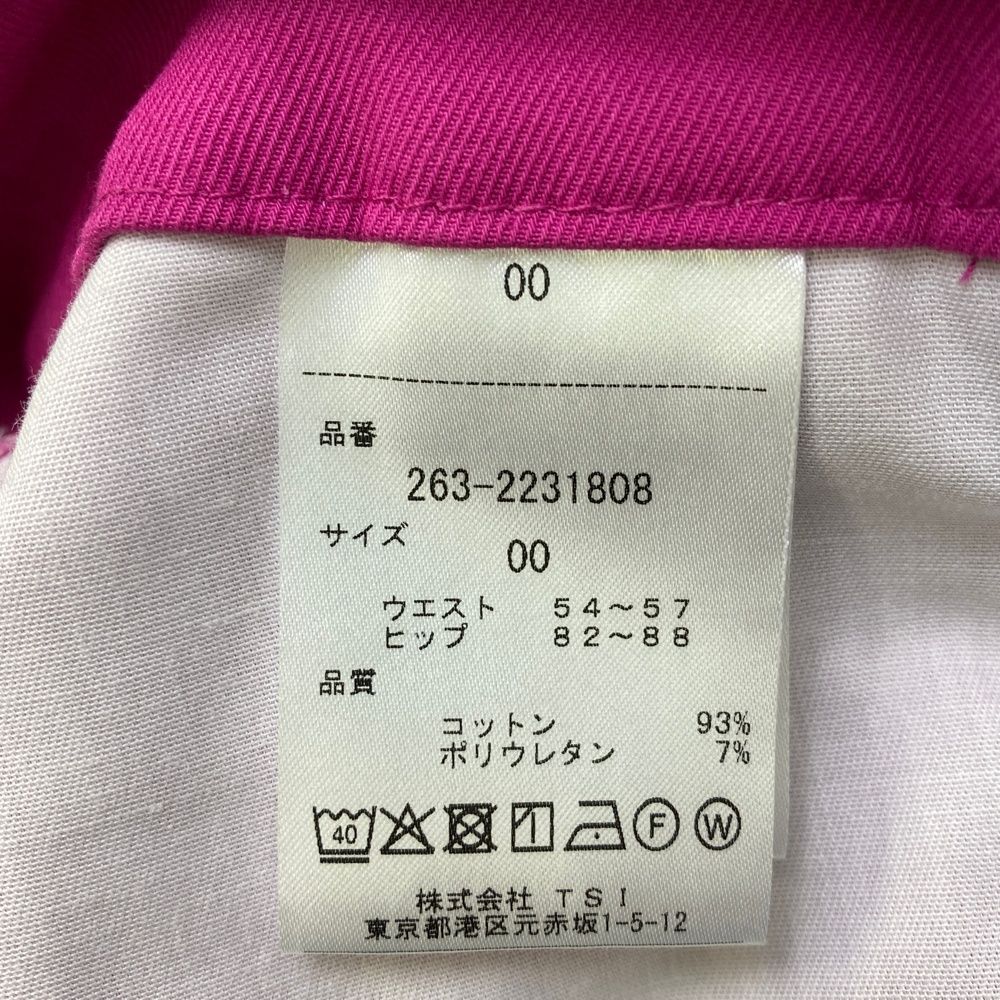 00
品番
263-2231808
サイズ
00
ウエスト 54～57
ヒップ 82～88
品質
コットン 93%
ポリウレタン 7%
40 F W
株式会社 TSI
東京都港区元赤坂1-5-12